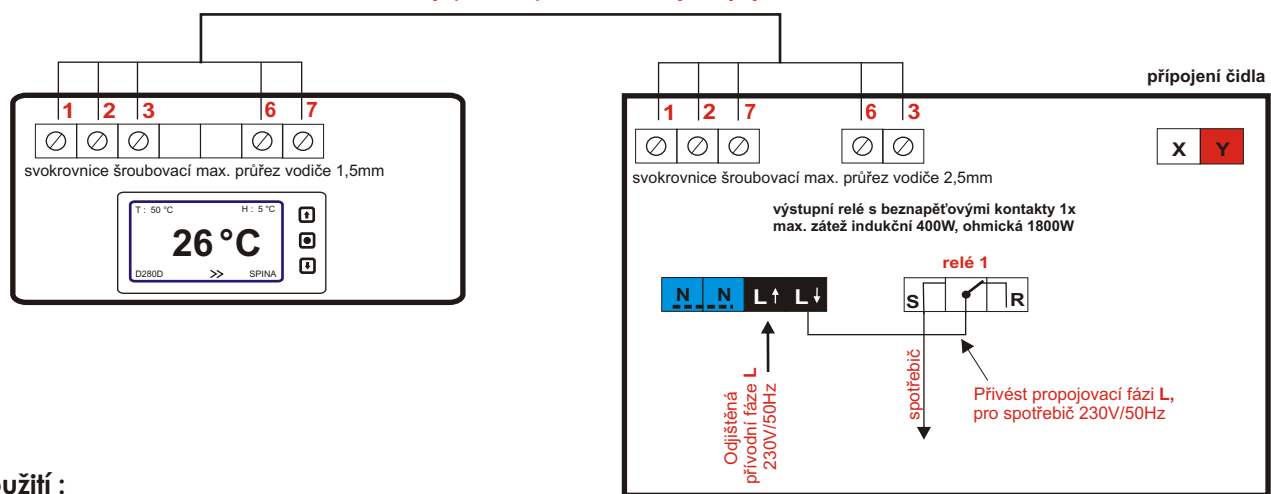 přípojení čidla
1 2 3 6 7
1 2 7 6 3
X Y
svokrovnice šroubovací max. průřez vodiče 1,5mm
svokrovnice šroubovací max. průřez vodiče 2,5mm
T : 50 °C H : 5 °C
26 °C
D280D >> SPINA
výstupní relé s beznapěťovými kontakty 1x
max. zátež indukční 400W, ohmická 1800W
relé 1
N N L L
S R
Odjištěná
přívodní fáze L
230V/50Hz
spotřebič
Přivést propojovací fázi L,
pro spotřebič 230V/50Hz
užití :